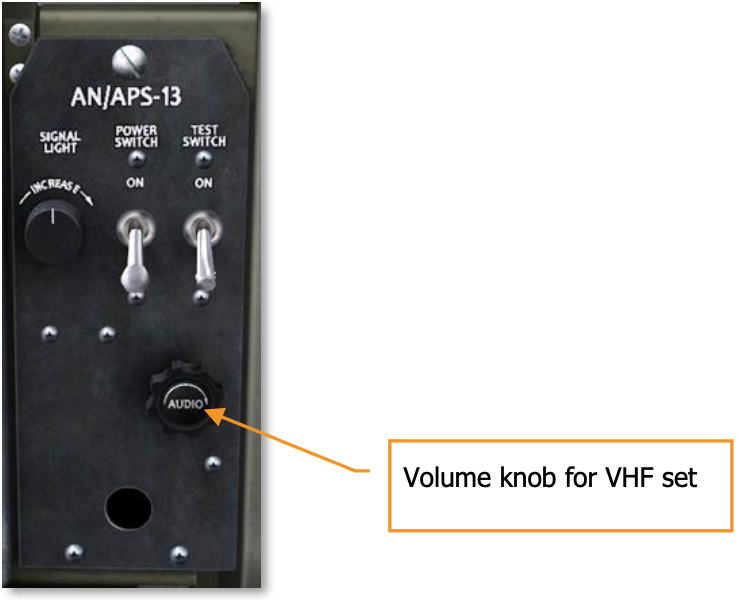 AN/APS-13
SIGNAL
LIGHT
POWER
SWITCH
TEST
SWITCH
INCREASE
ON
ON
AUDIO
Volume knob for VHF set